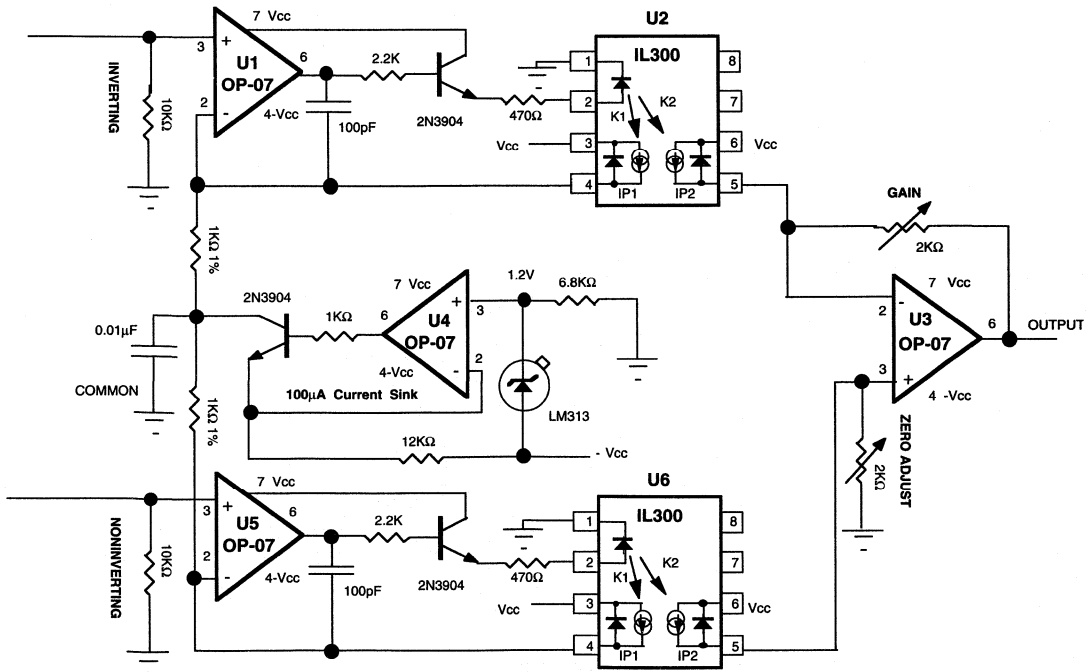 7 Vcc
3
+
U1
OP-07
6
2
-
4-Vcc
INVERTING
10KΩ
2.2K
100pF
2N3904
470Ω
U2
IL300
1
2
3
4
8
7
6
5
K1
K2
Vcc
Vcc
IP1
IP2
1KΩ 1%
GAIN
2KΩ
2N3904
1KΩ
7 Vcc
6
U4
OP-07
+
3
2
-
4-Vcc
1.2V
6.8KΩ
0.01μF
COMMON
100μA Current Sink
LM313
1KΩ 1%
12KΩ
- Vcc
7 Vcc
-
2
U3
OP-07
6
OUTPUT
3
+
4 -Vcc
ZERO ADJUST
2KΩ
7 Vcc
3
+
U5
OP-07
6
2
-
4-Vcc
NONINVERTING
10KΩ
2.2K
100pF
2N3904
470Ω
U6
IL300
1
2
3
4
8
7
6
5
K1
K2
Vcc
Vcc
IP1
IP2